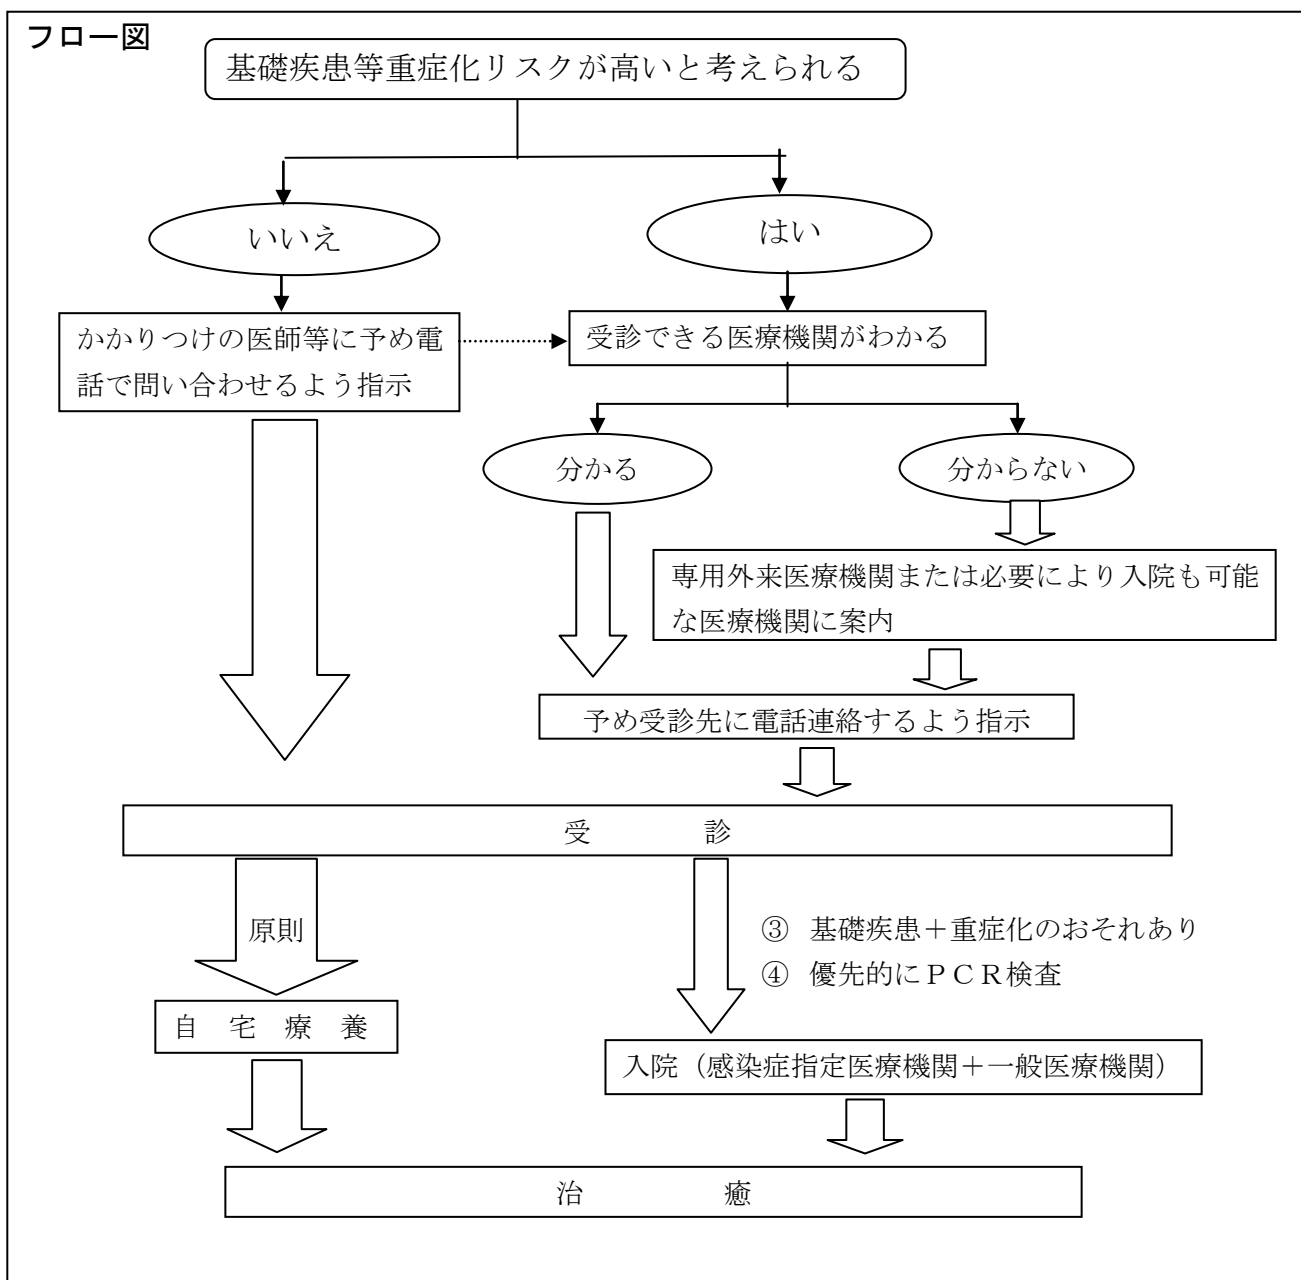 フロー図
基礎疾患等重症化リスクが高いと考えられる
いいえ
はい
かかりつけの医師等に予め電
話で問い合わせるよう指示
受診できる医療機関がわかる
分かる
分からない
専用外来医療機関または必要により入院も可能
な医療機関に案内
予め受診先に電話連絡するよう指示
受　　　　診
原則
③　基礎疾患＋重症化のおそれあり
④　優先的にＰＣＲ検査
自　宅　療　養
入院（感染症指定医療機関＋一般医療機関）
治　　　　　癒